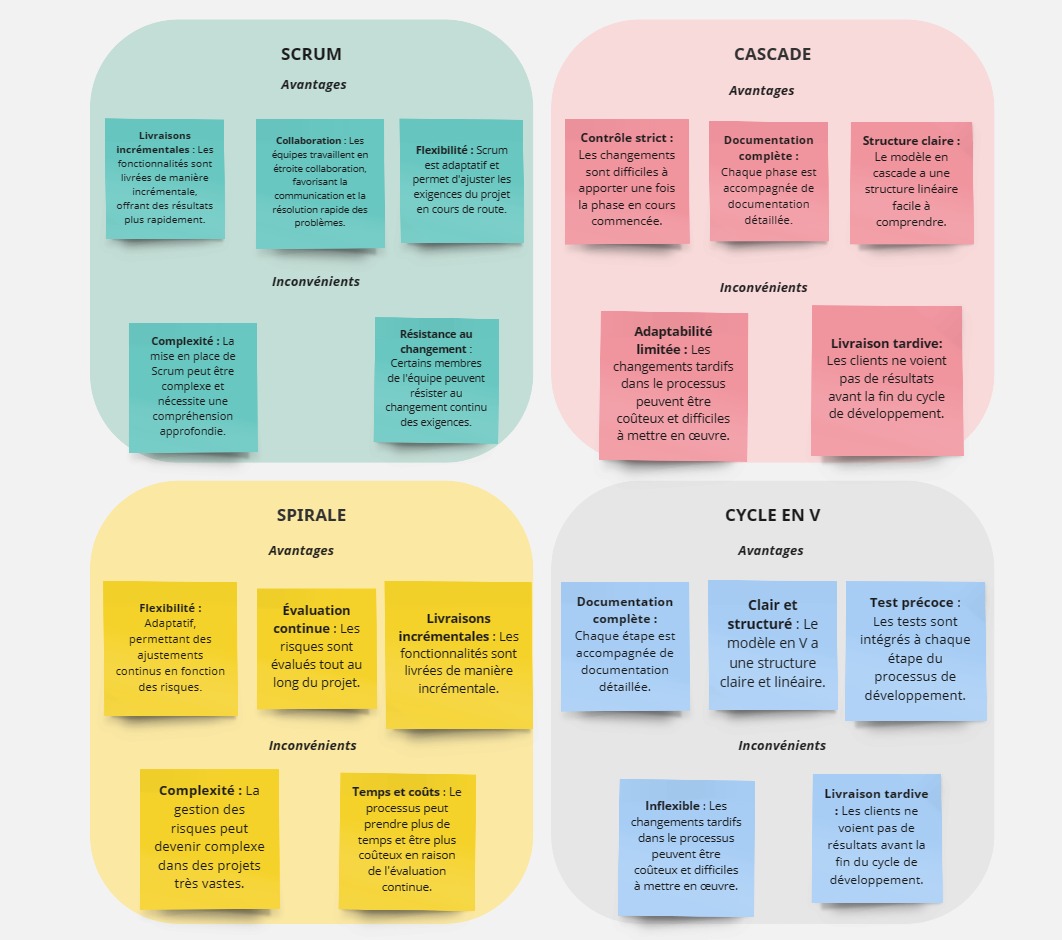 SCRUM
Avantages
Livraisons
incrémentales : Les
fonctionnalités sont
livrées de manière
incrémentale,
offrant des résultats
plus rapidement.
Collaboration : Les
équipes travaillent en
étroite collaboration,
favorisant la
communication et la
résolution rapide des
problèmes.
Flexibilité : Scrum
est adaptatif et
permet d'ajuster les
exigences du projet
en cours de route.
Inconvénients
Complexité : La
mise en place de
Scrum peut être
complexe et
nécessite une
compréhension
approfondie.
Résistance au
changement :
Certains membres
de l'équipe peuvent
résister au
changement continu
des exigences.
CASCADE
Avantages
Contrôle strict :
Les changements
sont difficiles à
apporter une fois
la phase en cours
commencée.
Documentation
complète :
Chaque phase est
accompagnée de
documentation
détaillée.
Structure claire :
Le modèle en
cascade a une
structure linéaire
facile à
comprendre.
Inconvénients
Adaptabilité
limitée : Les
changements tardifs
dans le processus
peuvent être
coûteux et difficiles
à mettre en œuvre.
Livraison tardive:
Les clients ne voient
pas de résultats
avant la fin du cycle
de développement.
SPIRALE
Avantages
Flexibilité :
Adaptatif,
permettant des
ajustements
continus en fonction
des risques.
Évaluation
continue : Les
risques sont
évalués tout au
long du projet.
Livraisons
incrémentales : Les
fonctionnalités sont
livrées de manière
incrémentale.
Inconvénients
Complexité : La
gestion des
risques peut
devenir complexe
dans des projets
très vastes.
Temps et coûts : Le
processus peut
prendre plus de
temps et être plus
coûteux en raison
de l'évaluation
continue.
CYCLE EN V
Avantages
Documentation
complète :
Chaque étape est
accompagnée de
documentation
détaillée.
Clair et
structuré : Le
modèle en V a
une structure
claire et linéaire.
Test précoce :
Les tests sont
intégrés à chaque
étape du
processus de
développement.
Inconvénients
Inflexible : Les
changements tardifs
dans le processus
peuvent être
coûteux et difficiles
à mettre en œuvre.
Livraison tardive
: Les clients ne
voient pas de
résultats avant la
fin du cycle de
développement.